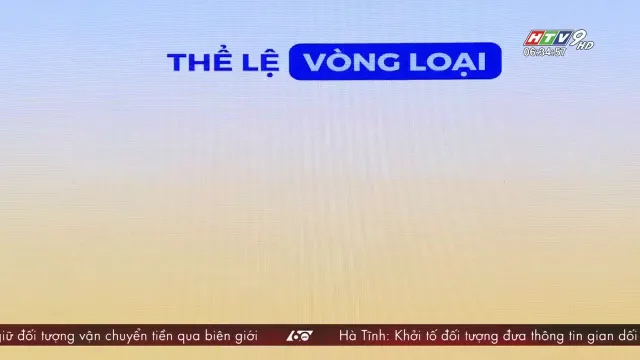 THỂ LỆ VÒNG LOẠI
HTV9 HD
06:34:57
giữ đối tượng vận chuyển tiền qua biên giới 60 Hà Tĩnh: Khởi tố đối tượng đưa thông tin gian dối